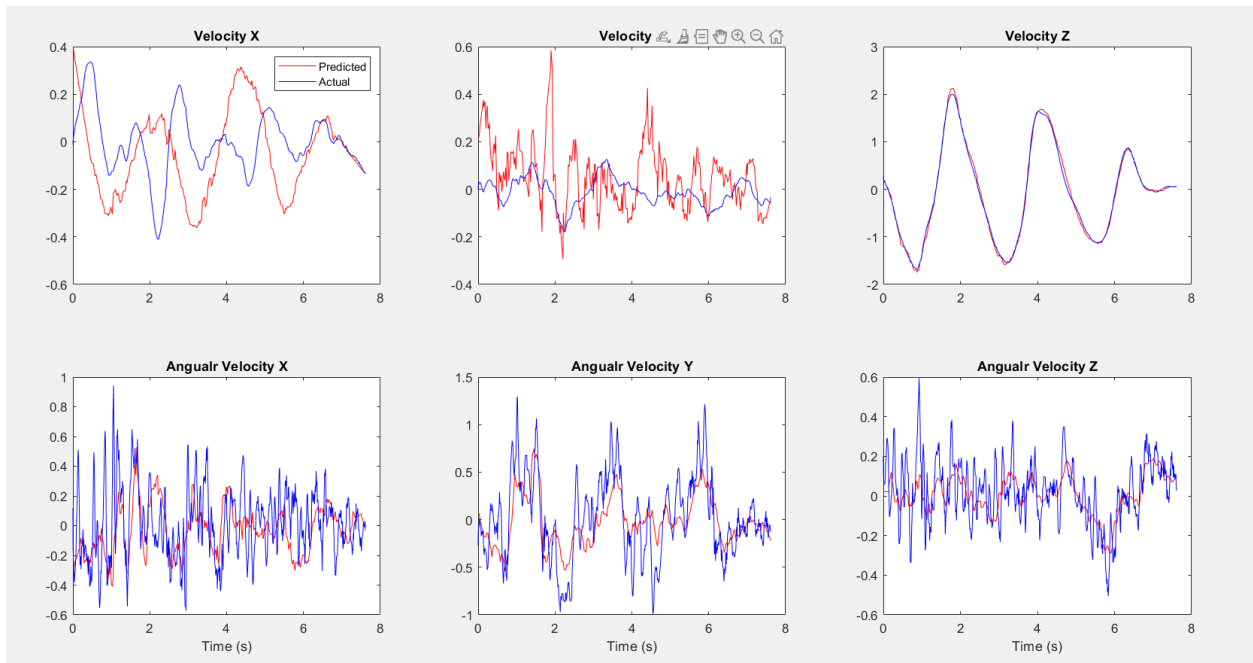 Velocity X
0.4
0.2
0
-0.2
-0.4
-0.6
0 2 4 6 8
Predicted
Actual
Velocity
0.6
0.4
0.2
0
-0.2
-0.4
0 2 4 6 8
Velocity Z
3
2
1
0
-1
-2
0 2 4 6 8
Angualr Velocity X
1
0.8
0.6
0.4
0.2
0
-0.2
-0.4
-0.6
0 2 4 6 8
Time (s)
Angualr Velocity Y
1.5
1
0.5
0
-0.5
-1
0 2 4 6 8
Time (s)
Angualr Velocity Z
0.6
0.4
0.2
0
-0.2
-0.4
-0.6
0 2 4 6 8
Time (s)